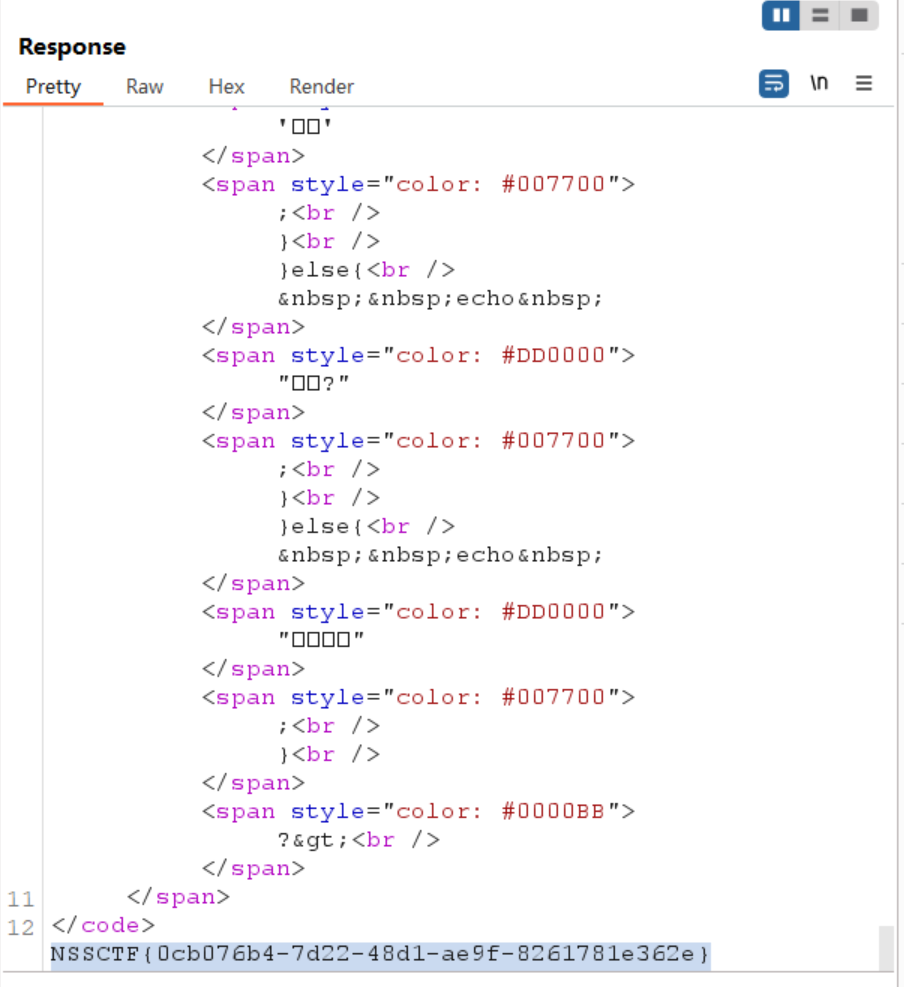 Response
Pretty Raw Hex Render \n
'□□'
</span>
<span style="color: #007700">
;<br />
}<br />
}else{<br />
&nbsp;&nbsp;echo&nbsp;
</span>
<span style="color: #DD0000">
"□□?"
</span>
<span style="color: #007700">
;<br />
}<br />
}else{<br />
&nbsp;&nbsp;echo&nbsp;
</span>
<span style="color: #DD0000">
"□□□□"
</span>
<span style="color: #007700">
;<br />
}<br />
</span>
<span style="color: #0000BB">
?&gt;<br />
</span>
11 </span>
12 </code>
NSSCTF{0cb076b4-7d22-48d1-ae9f-8261781e362e}